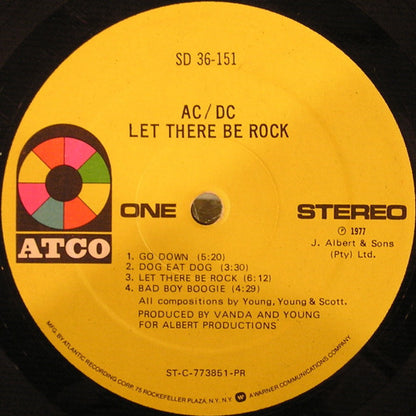 SD 36-151
AC/DC
LET THERE BE ROCK
ATCO
ONE
STEREO
℗ 1977
J. Albert & Sons
(Pty) Ltd.
1. GO DOWN (5:20)
2. DOG EAT DOG (3:30)
3. LET THERE BE ROCK (6:12)
4. BAD BOY BOOGIE (4:29)
All compositions by Young, Young & Scott.
PRODUCED BY VANDA AND YOUNG
FOR ALBERT PRODUCTIONS
ST-C-773851-PR
MFG. BY ATLANTIC RECORDING CORP., 75 ROCKEFELLER PLAZA, N.Y. N.Y. W A WARNER COMMUNICATIONS COMPANY